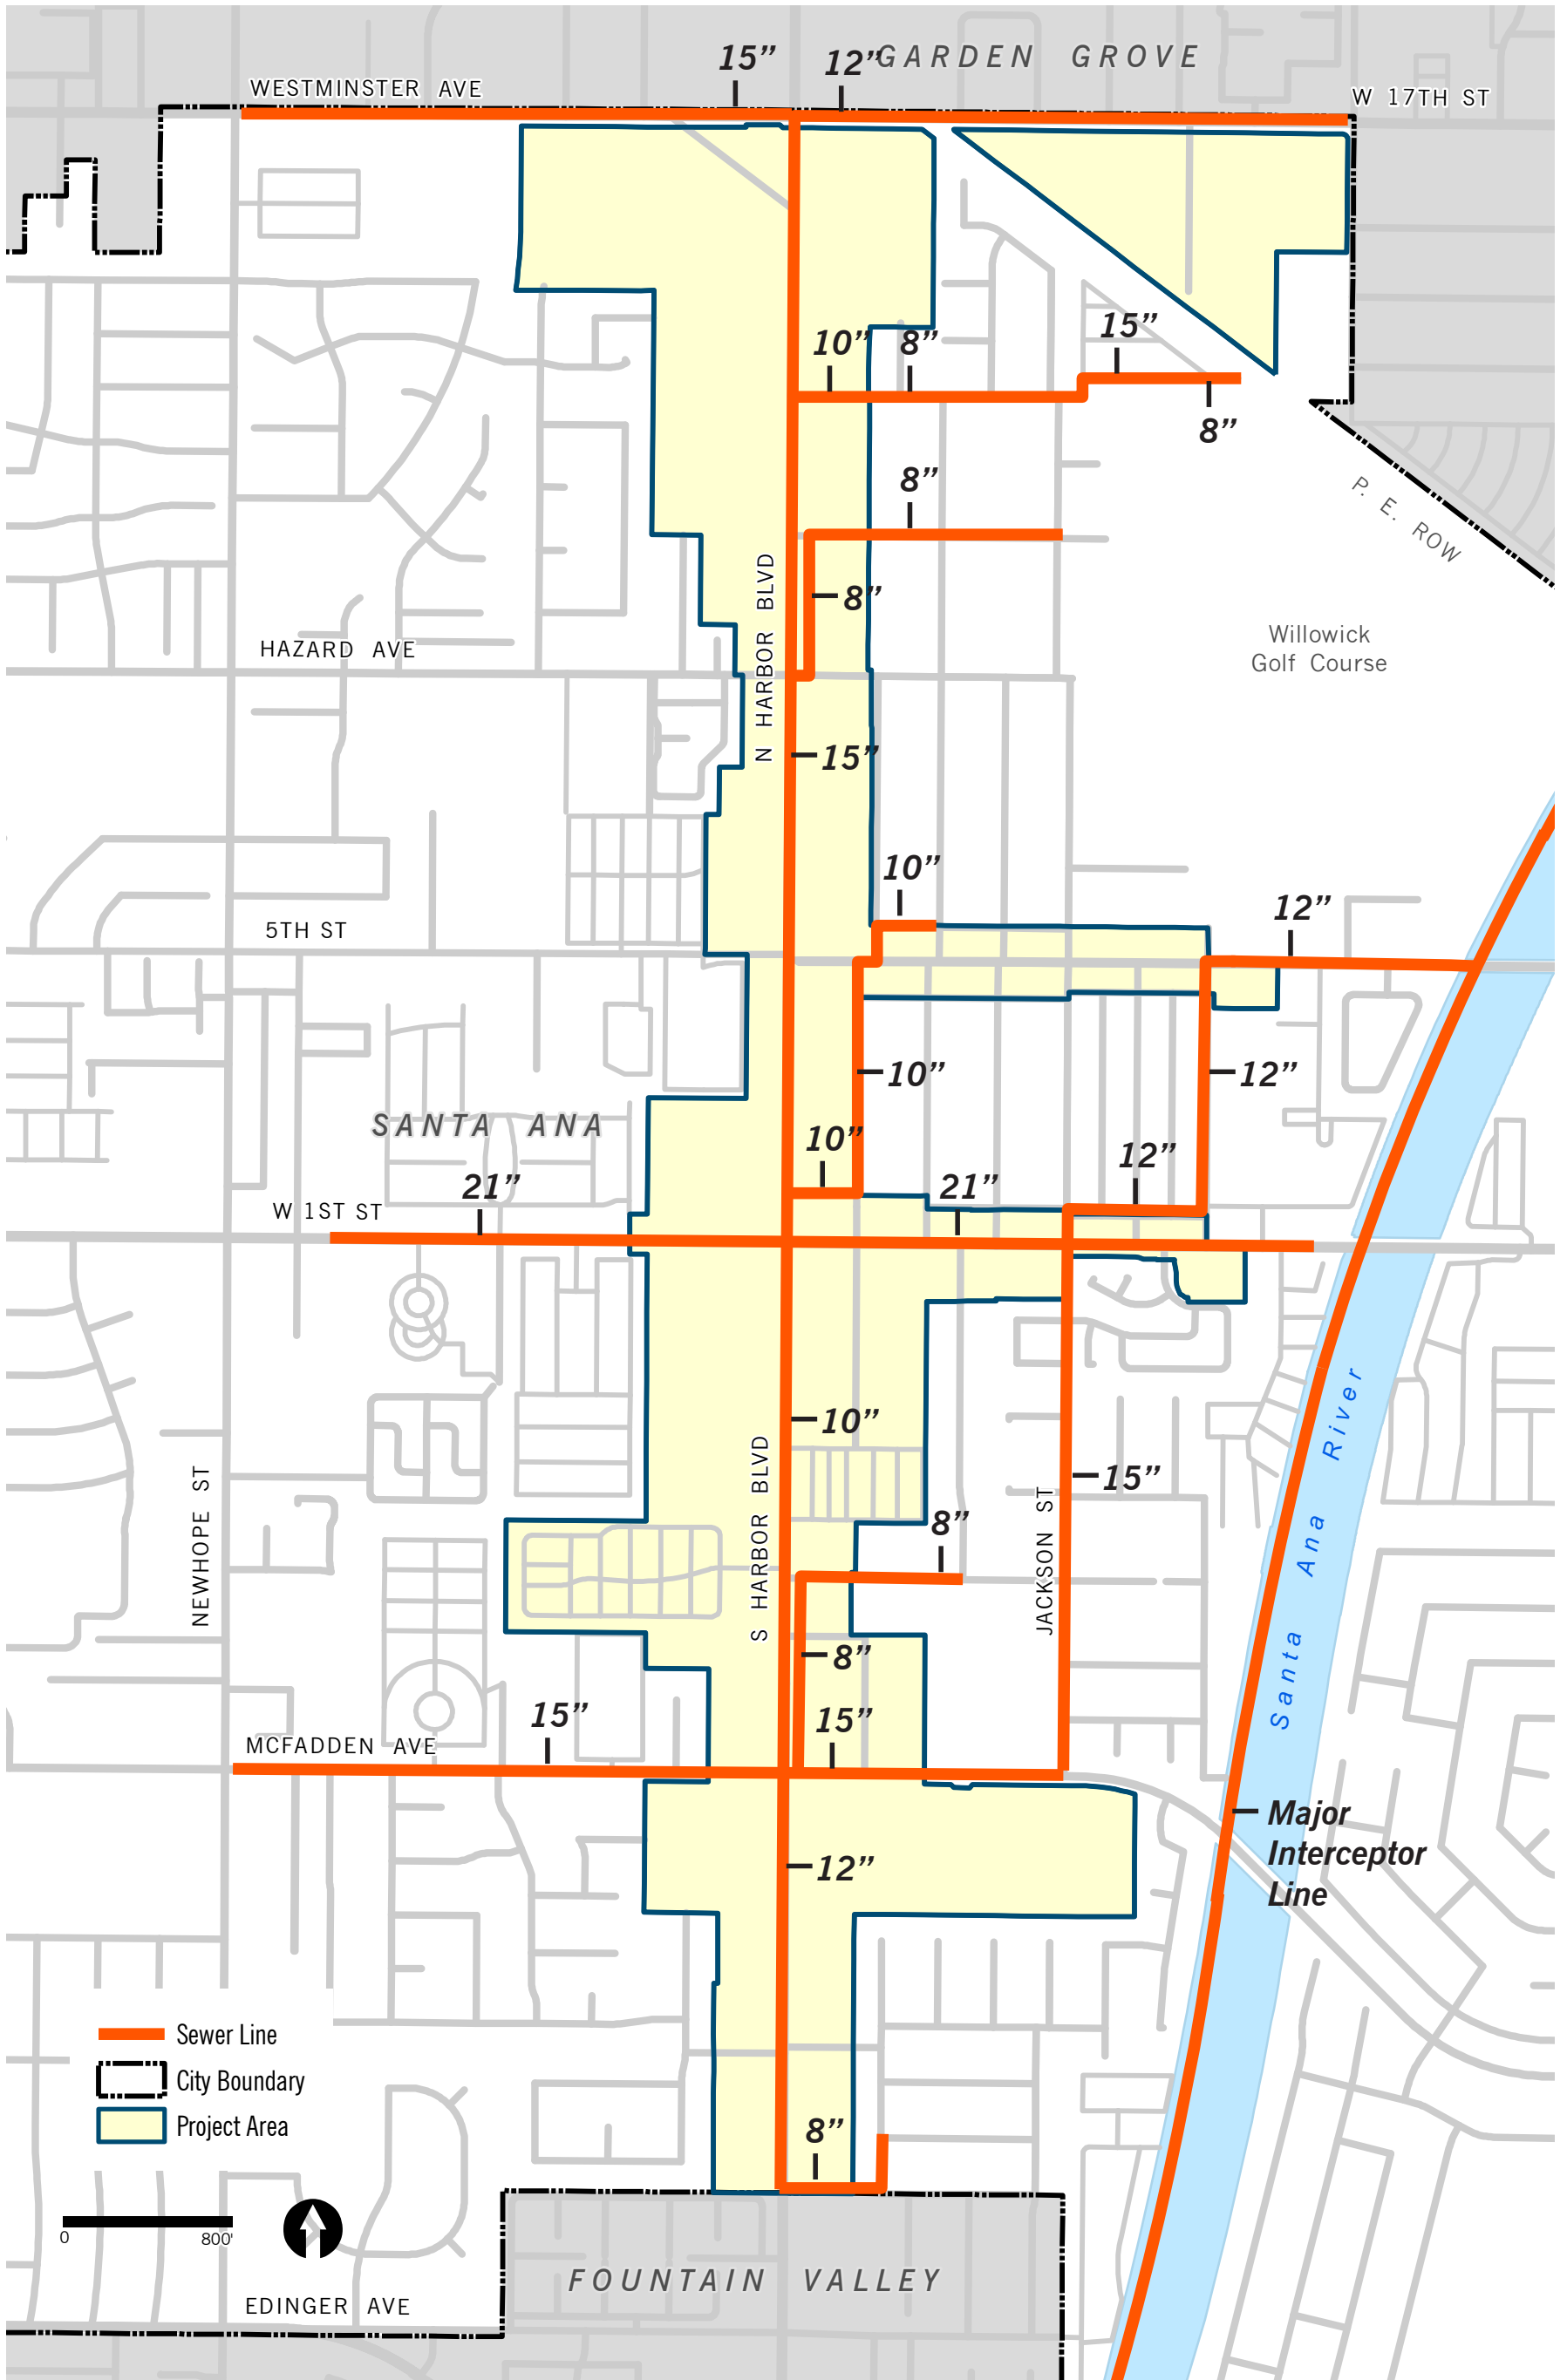 15”
12”
GARDEN GROVE
WESTMINSTER AVE
W 17TH ST
15”
10”
8”
8”
8”
P. E. ROW
8”
Willowick
Golf Course
HAZARD AVE
N HARBOR BLVD
15”
10”
12”
5TH ST
10”
12”
SANTA ANA
10”
12”
21”
21”
W 1ST ST
10”
15”
Santa Ana River
NEWHOPE ST
S HARBOR BLVD
JACKSON ST
8”
8”
15”
15”
MCFADDEN AVE
Major
Interceptor
Line
12”
Sewer Line
City Boundary
Project Area
8”
0
800'
FOUNTAIN VALLEY
EDINGER AVE